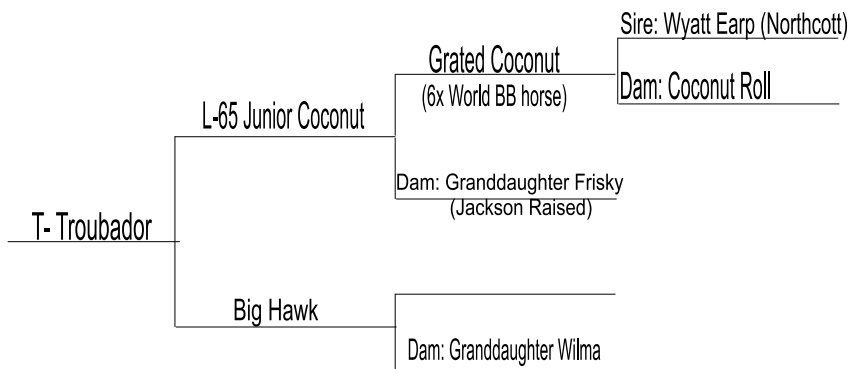 Sire: Wyatt Earp (Northcott)
Grated Coconut
(6x World BB horse)
Dam: Coconut Roll
L-65 Junior Coconut
Dam: Granddaughter Frisky
(Jackson Raised)
T- Troubador
Big Hawk
Dam: Granddaughter Wilma